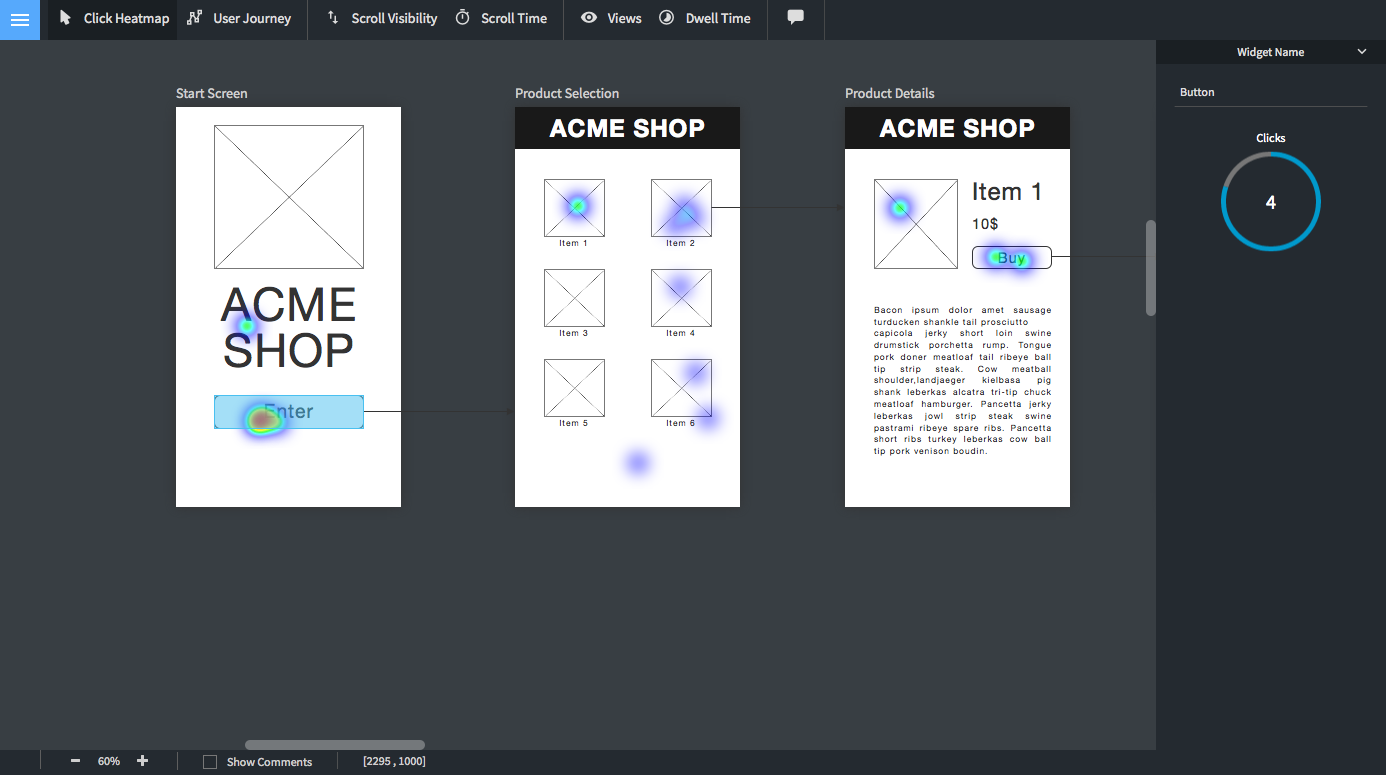 Click Heatmap
User Journey
Scroll Visibility
Scroll Time
Views
Dwell Time
Widget Name
Button
Clicks
4
Start Screen
ACME
SHOP
Enter
Product Selection
ACME SHOP
Item 1
Item 2
Item 3
Item 4
Item 5
Item 6
Product Details
ACME SHOP
Item 1
10$
Buy
Bacon ipsum dolor amet sausage
turducken shankle tail prosciutto
capicola jerky short loin swine
drumstick porchetta rump. Tongue
pork doner meatloaf tail ribeye ball
tip strip steak. Cow meatball
shoulder,landjaeger kielbasa pig
shank leberkas alcatra tri-tip chuck
meatloaf hamburger. Pancetta jerky
leberkas jowl strip steak swine
pastrami ribeye spare ribs. Pancetta
short ribs turkey leberkas cow ball
tip pork venison boudin.
60%
Show Comments
[2295 , 1000]